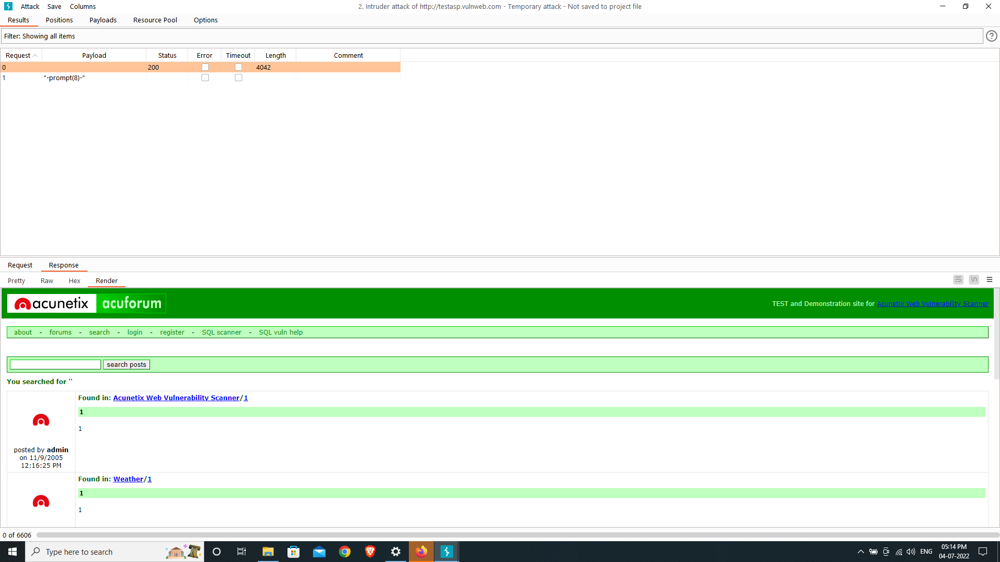 Attack Save Columns 2. Intruder attack of http://testasp.vulnweb.com - Temporary attack - Not saved to project file
Results Positions Payloads Resource Pool Options
Filter: Showing all items ?
Request Payload Status Error Timeout Length Comment
0 200 4042
1 "-prompt(8)-"
Request Response
Pretty Raw Hex Render \n
acunetix acuforum TEST and Demonstration site for Acunetix Web Vulnerability Scanner
about - forums - search - login - register - SQL scanner - SQL vuln help
search posts
You searched for ''
Found in: Acunetix Web Vulnerability Scanner/1
1
1
posted by admin
on 11/9/2005
12:16:25 PM
Found in: Weather/1
1
1
0 of 6606
Type here to search
ENG
05:14 PM
04-07-2022